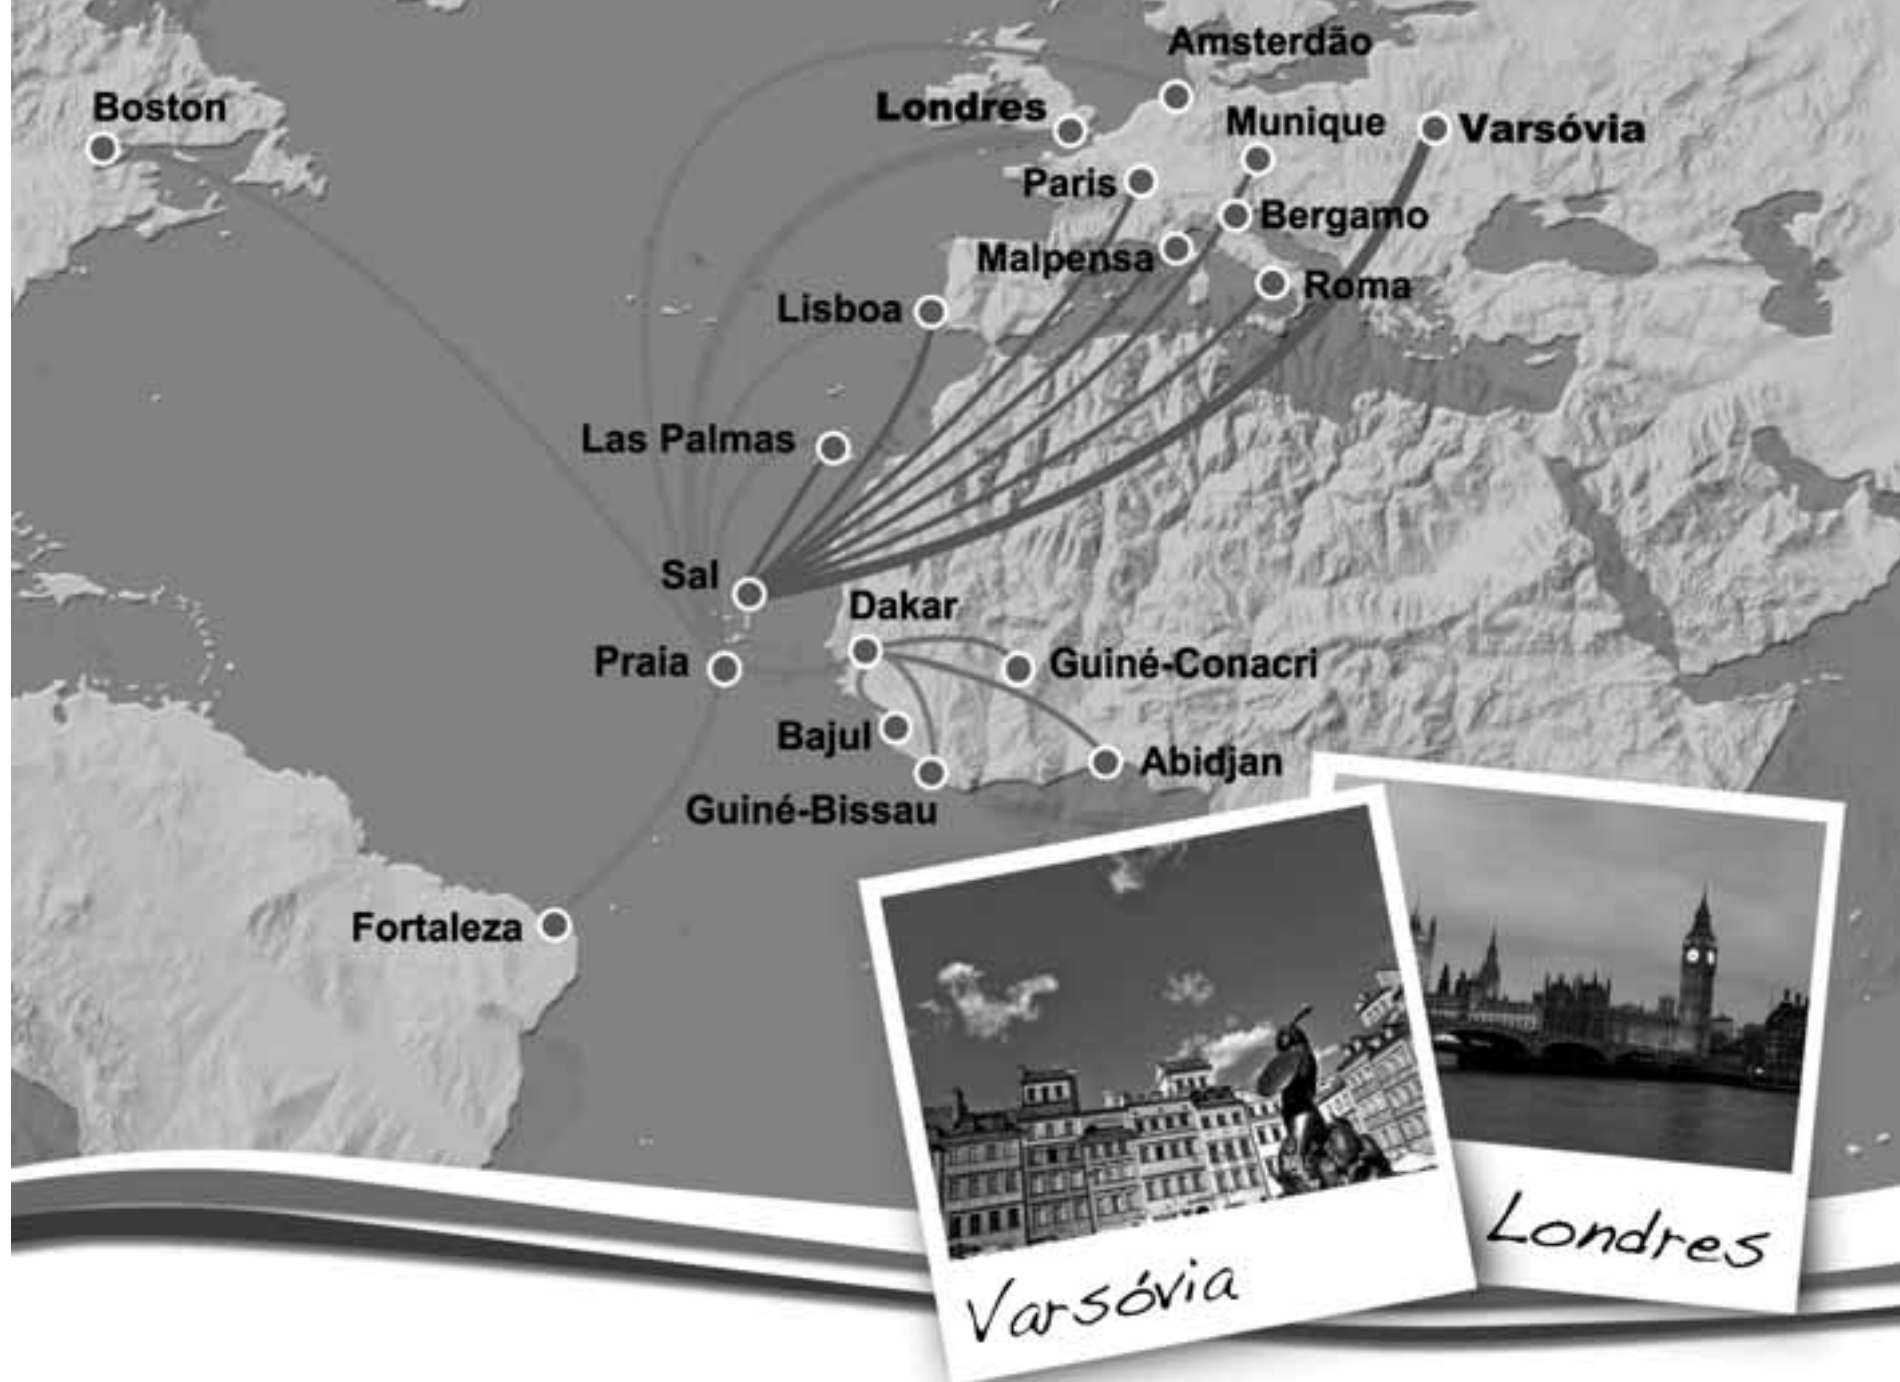 Amsterdão
Boston
Londres
Munique
Varsóvia
Paris
Bergamo
Malpensa
Roma
Lisboa
Las Palmas
Sal
Dakar
Praia
Guiné-Conacri
Bajul
Abidjan
Guiné-Bissau
Fortaleza
Londres
Varsóvia